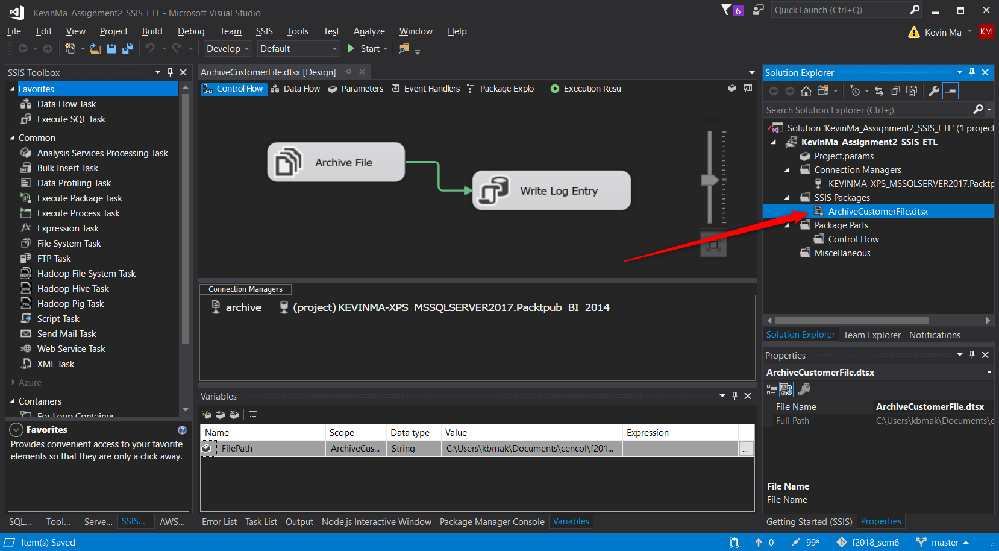 KevinMa_Assignment2_SSIS_ETL - Microsoft Visual Studio
6
Quick Launch (Ctrl+Q)
File Edit View Project Build Debug Team SSIS Tools Test Analyze Window Help
Kevin Ma
KM
Develop
Default
Start
SSIS Toolbox
Favorites
Data Flow Task
Execute SQL Task
Common
Analysis Services Processing Task
Bulk Insert Task
Data Profiling Task
Execute Package Task
Execute Process Task
Expression Task
File System Task
FTP Task
Hadoop File System Task
Hadoop Hive Task
Hadoop Pig Task
Script Task
Send Mail Task
Web Service Task
XML Task
Azure
Containers
For Loop Container
Favorites
Provides convenient access to your favorite
elements so that they are only a click away.
SQL... Tool... Serve... SSIS... AWS...
ArchiveCustomerFile.dtsx [Design]
Control Flow Data Flow Parameters Event Handlers Package Explo Execution Resu
100%
Archive File
Write Log Entry
Connection Managers
archive
(project) KEVINMA-XPS_MSSQLSERVER2017.Packtpub_BI_2014
Variables
Name Scope Data type Value Expression
FilePath ArchiveCus... String C:\Users\kbmak\Documents\cencol\f201... ...
Error List Task List Output Node.js Interactive Window Package Manager Console Variables
Solution Explorer
Search Solution Explorer (Ctrl+;)
Solution 'KevinMa_Assignment2_SSIS_ETL' (1 project
KevinMa_Assignment2_SSIS_ETL
Project.params
Connection Managers
KEVINMA-XPS_MSSQLSERVER2017.Packtp
SSIS Packages
ArchiveCustomerFile.dtsx
Package Parts
Control Flow
Miscellaneous
Solution Explorer Team Explorer Notifications
Properties
ArchiveCustomerFile.dtsx
File Name ArchiveCustomerFile.dtsx
Full Path C:\Users\kbmak\Documents\c
File Name
File Name
Getting Started (SSIS) Properties
Item(s) Saved
0
99*
f2018_sem6
master